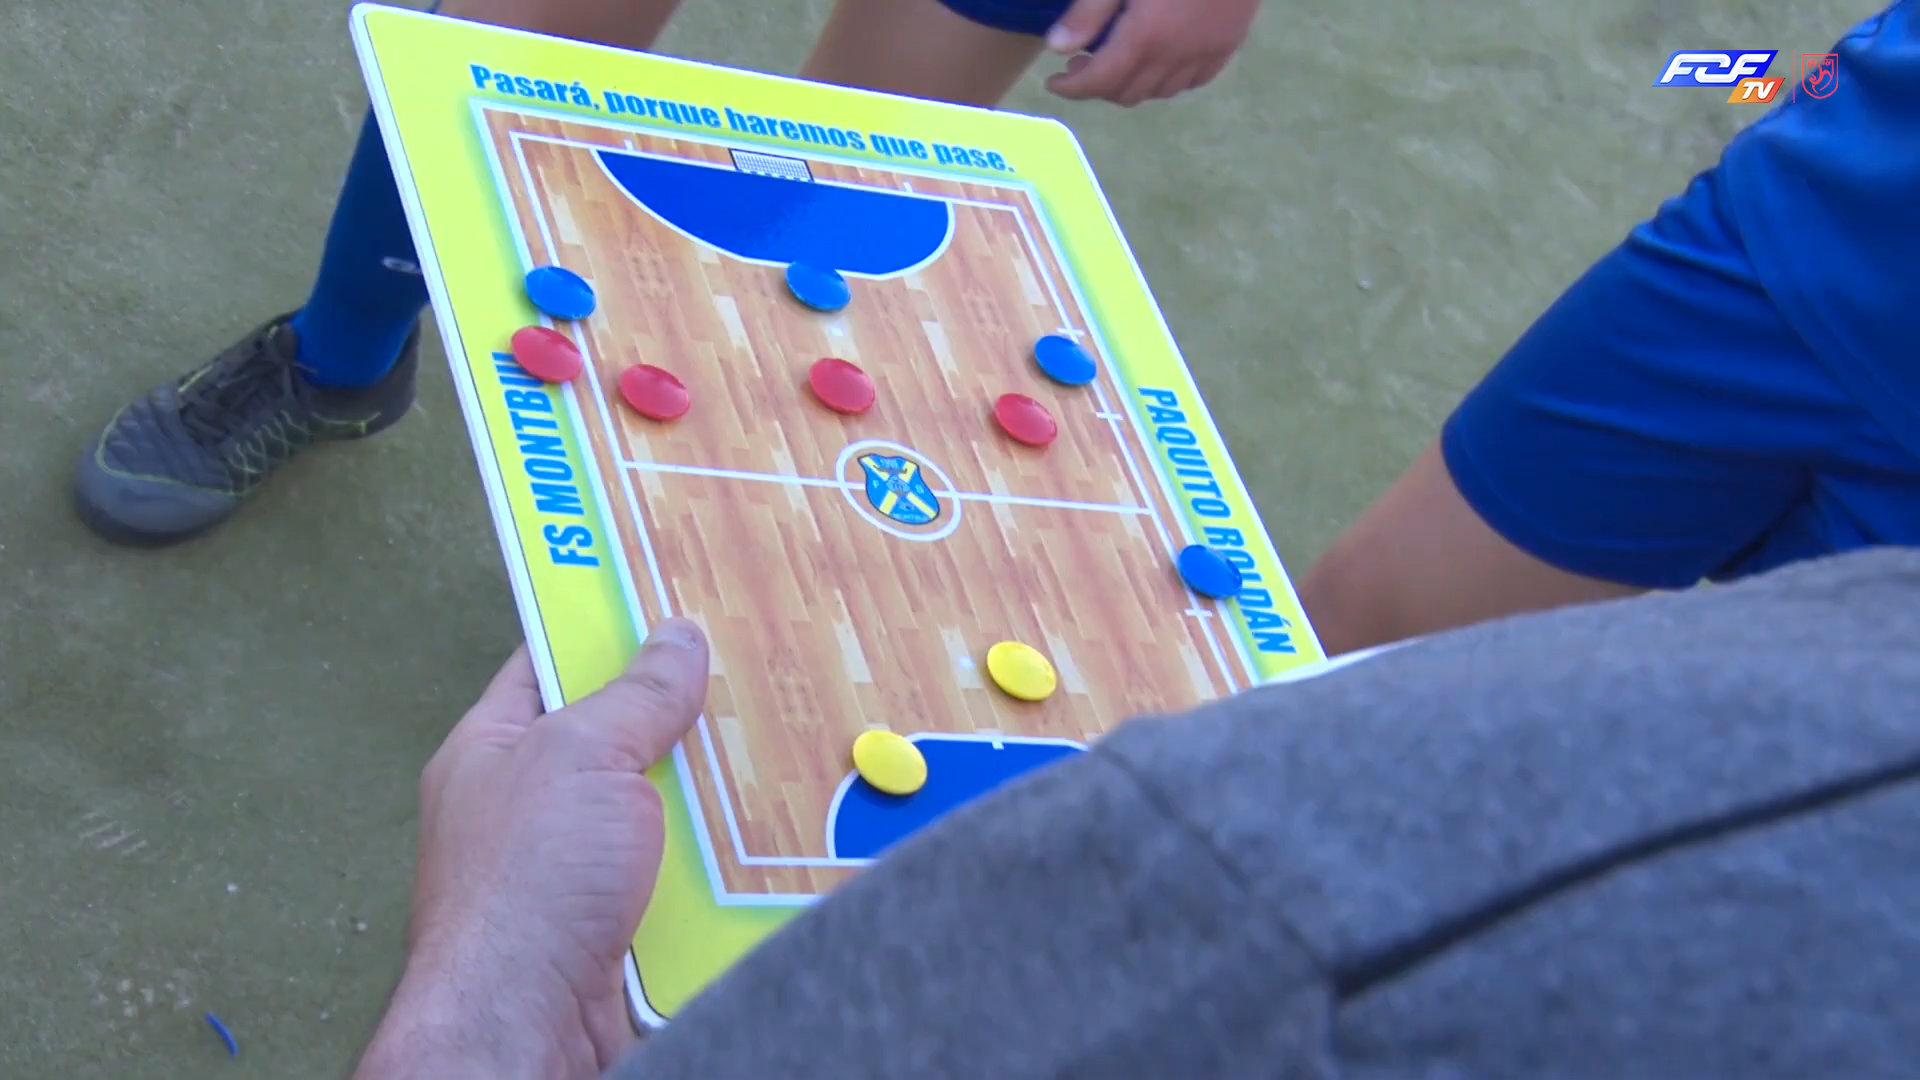 FCF
TV
Pasará, porque haremos que pase.
FS MONTBUI
PAQUITO ROLDÁN
F S